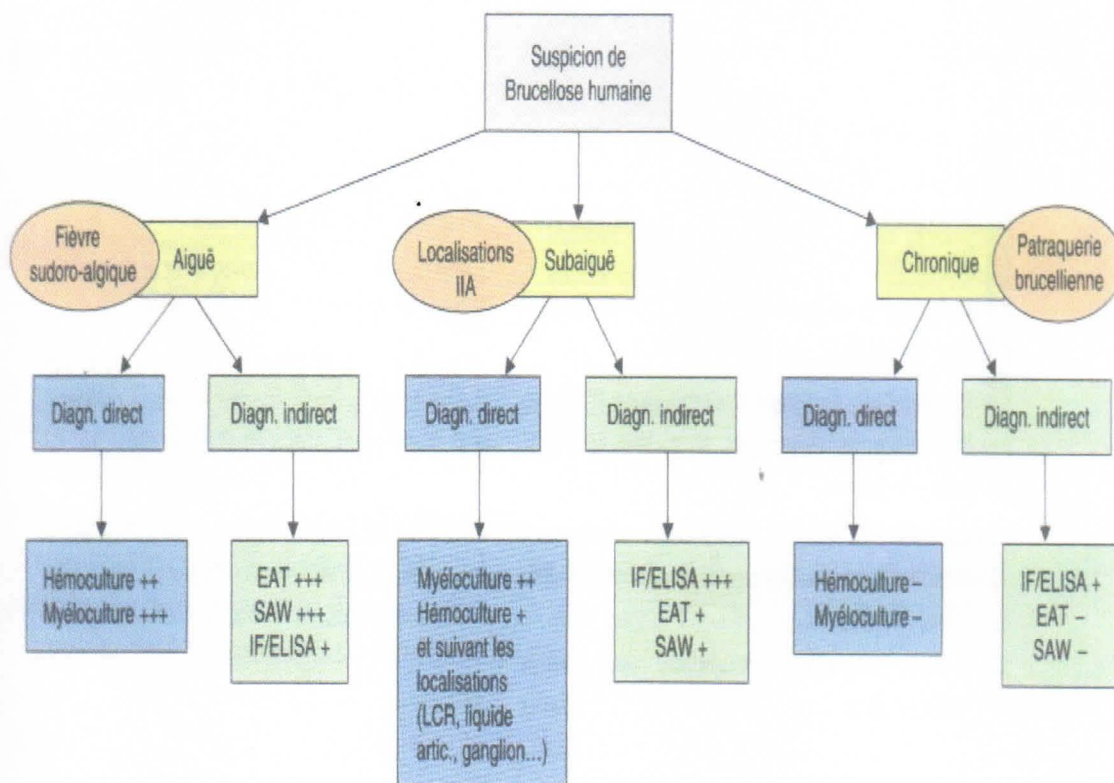 Suspicion de
Brucellose humaine
Fièvre
sudoro-algique
Aiguë
Localisations
IIA
Subaiguë
Chronique
Patraquerie
brucellienne
Diagn. direct
Diagn. indirect
Diagn. direct
Diagn. indirect
Diagn. direct
Diagn. indirect
Hémoculture ++
Myéloculture +++
EAT +++
SAW +++
IF/ELISA +
Myéloculture ++
Hémoculture +
et suivant les
localisations
(LCR, liquide
artic., ganglion...)
IF/ELISA +++
EAT +
SAW +
Hémoculture –
Myéloculture –
IF/ELISA +
EAT –
SAW –